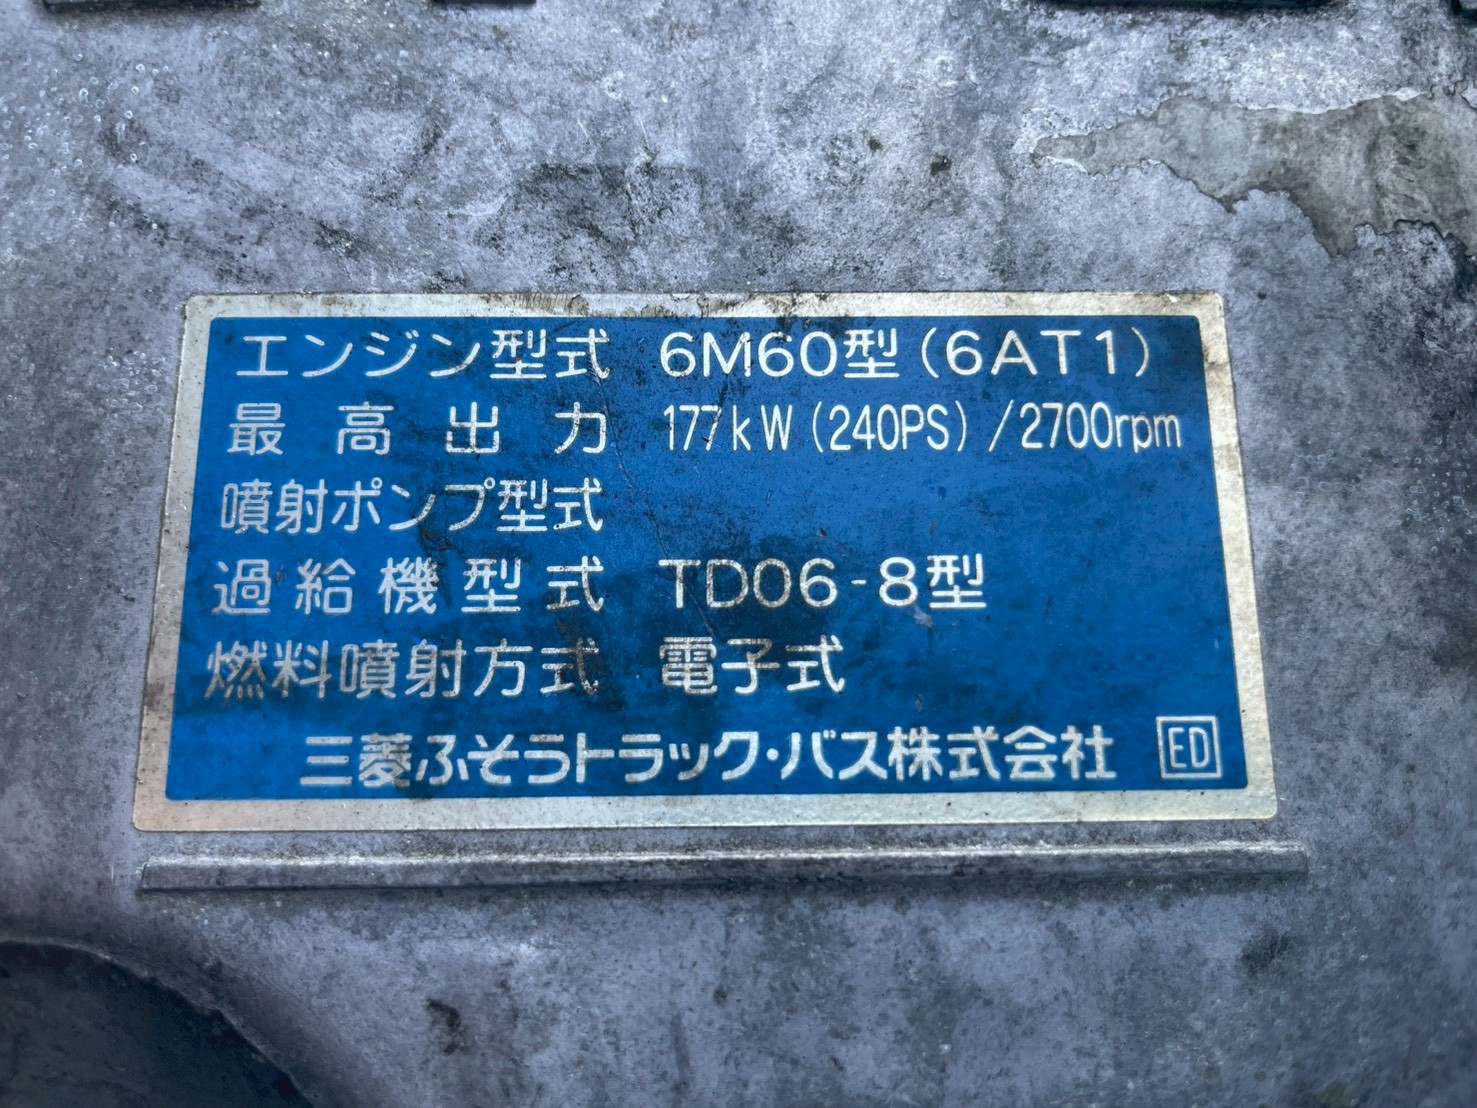 エンジン型式 6M60型(6AT1)
最高出力 177kW(240PS)/2700rpm
噴射ポンプ型式
過給機型式 TD06-8型
燃料噴射方式 電子式
三菱ふそうトラック・バス株式会社 ED